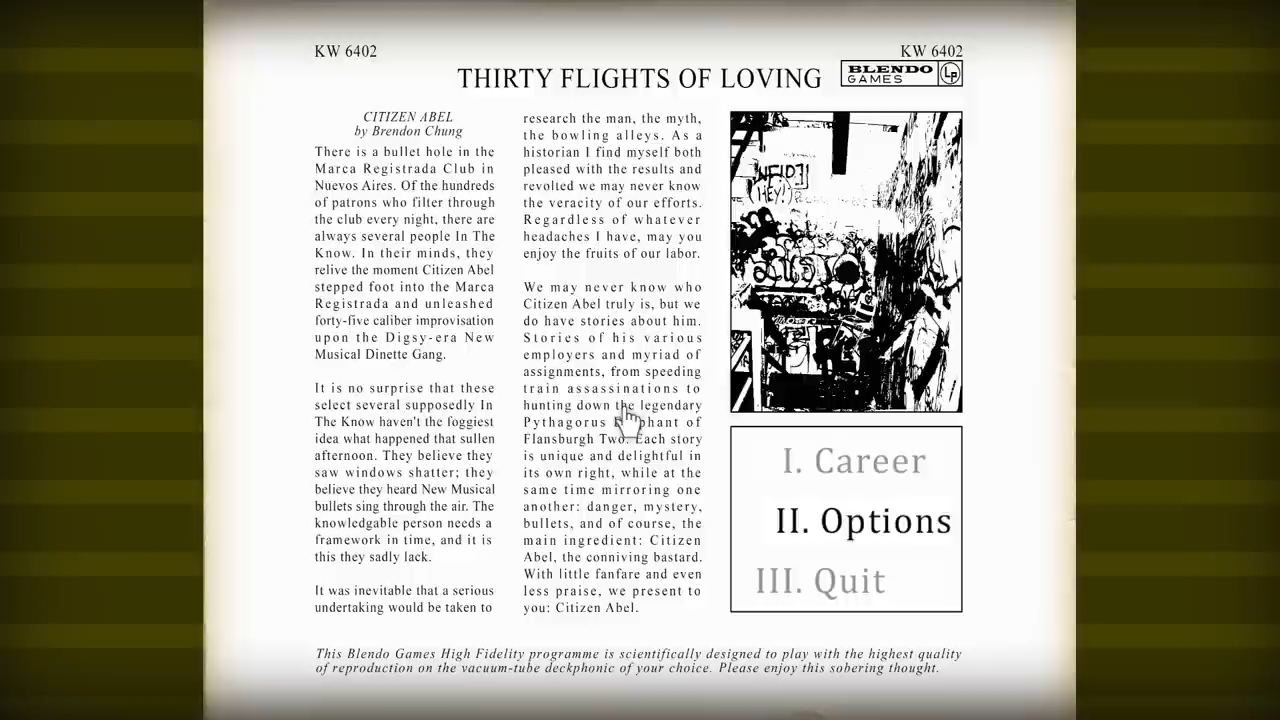 KW 6402
KW 6402
THIRTY FLIGHTS OF LOVING
BLENDO
GAMES
LP
CITIZEN ABEL
by Brendon Chung
There is a bullet hole in the
Marca Registrada Club in
Nuevos Aires. Of the hundreds
of patrons who filter through
the club every night, there are
always several people In The
Know. In their minds, they
relive the moment Citizen Abel
stepped foot into the Marca
Registrada and unleashed
forty-five caliber improvisation
upon the Digsy-era New
Musical Dinette Gang.
It is no surprise that these
select several supposedly In
The Know haven't the foggiest
idea what happened that sullen
afternoon. They believe they
saw windows shatter; they
believe they heard New Musical
bullets sing through the air. The
knowledgable person needs a
framework in time, and it is
this they sadly lack.
It was inevitable that a serious
undertaking would be taken to
research the man, the myth,
the bowling alleys. As a
historian I find myself both
pleased with the results and
revolted we may never know
the veracity of our efforts.
Regardless of whatever
headaches I have, may you
enjoy the fruits of our labor.
We may never know who
Citizen Abel truly is, but we
do have stories about him.
Stories of his various
employers and myriad of
assignments, from speeding
train assassinations to
hunting down the legendary
Pythagorus Elephant of
Flansburgh Two. Each story
is unique and delightful in
its own right, while at the
same time mirroring one
another: danger, mystery,
bullets, and of course, the
main ingredient: Citizen
Abel, the conniving bastard.
With little fanfare and even
less praise, we present to
you: Citizen Abel.
(HEY!)
I. Career
II. Options
III. Quit
This Blendo Games High Fidelity programme is scientifically designed to play with the highest quality
of reproduction on the vacuum-tube deckphonic of your choice. Please enjoy this sobering thought.